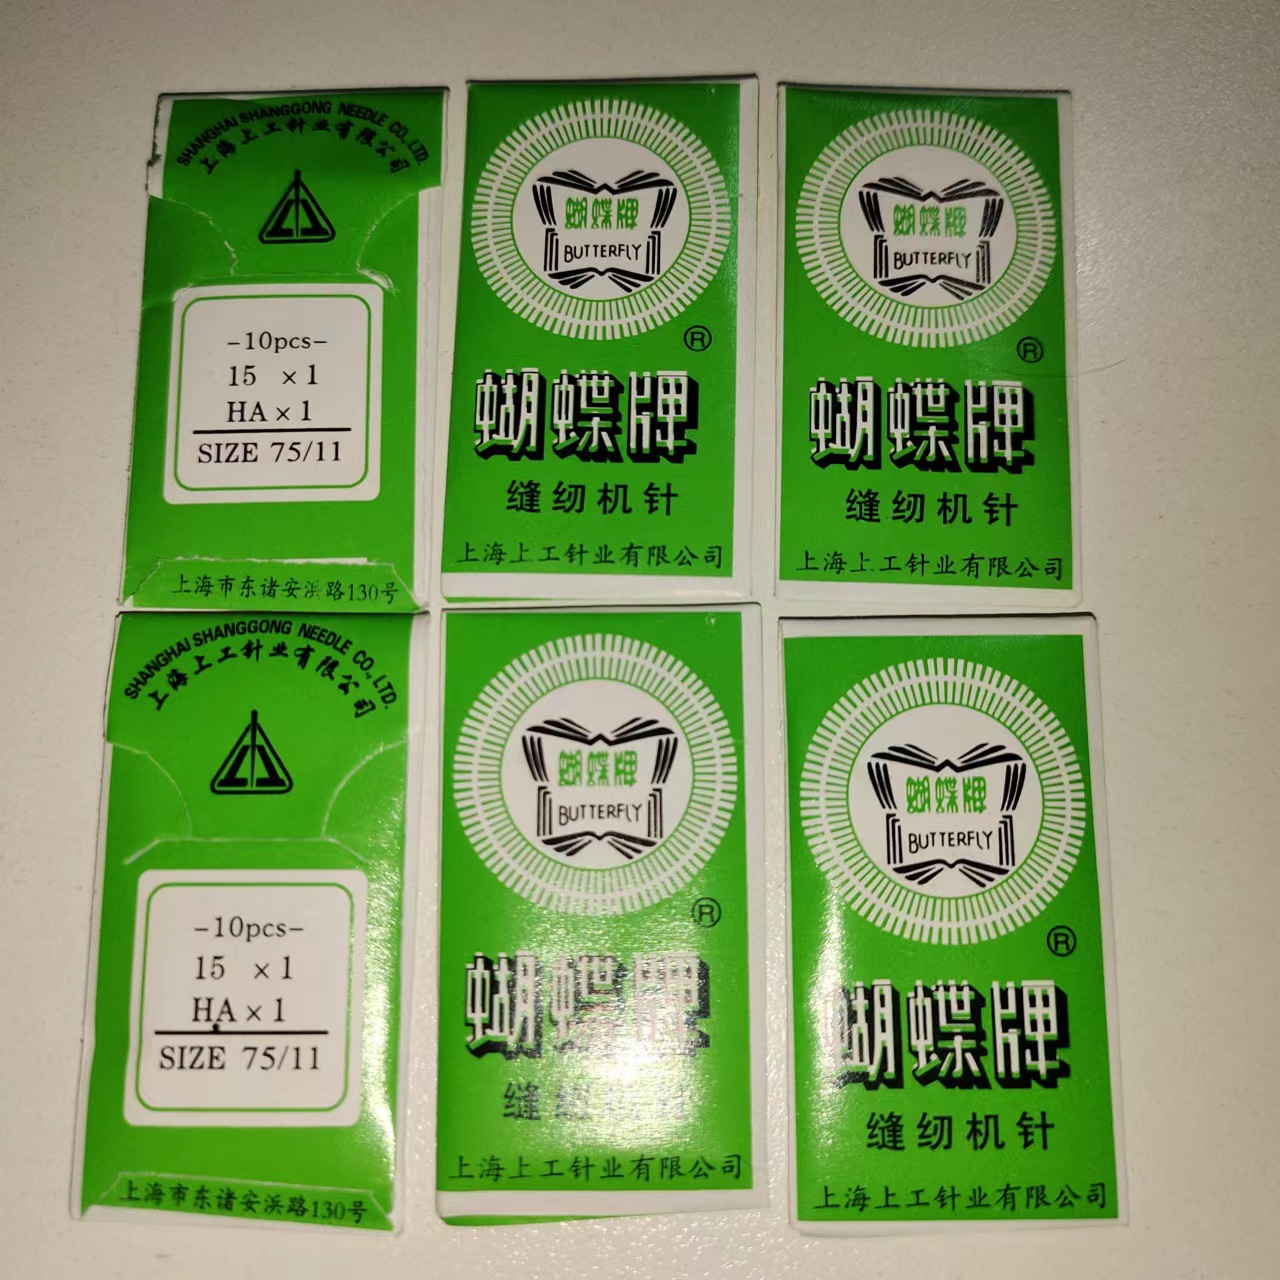 SHANGHAI SHANGGONG NEEDLE CO., LTD.
上海上工针业有限公司
-10pcs-
15 ×1
HA×1
SIZE 75/11
上海市东诸安浜路130号
蝴蝶牌
BUTTERFLY
®
蝴蝶牌
缝纫机针
上海上工针业有限公司
蝴蝶牌
BUTTERFLY
®
蝴蝶牌
缝纫机针
上海上工针业有限公司
SHANGHAI SHANGGONG NEEDLE CO., LTD.
上海上工针业有限公司
-10pcs-
15 ×1
HA×1
SIZE 75/11
上海市东诸安浜路130号
蝴蝶牌
BUTTERFLY
®
蝴蝶牌
缝纫机针
上海上工针业有限公司
蝴蝶牌
BUTTERFLY
®
蝴蝶牌
缝纫机针
上海上工针业有限公司